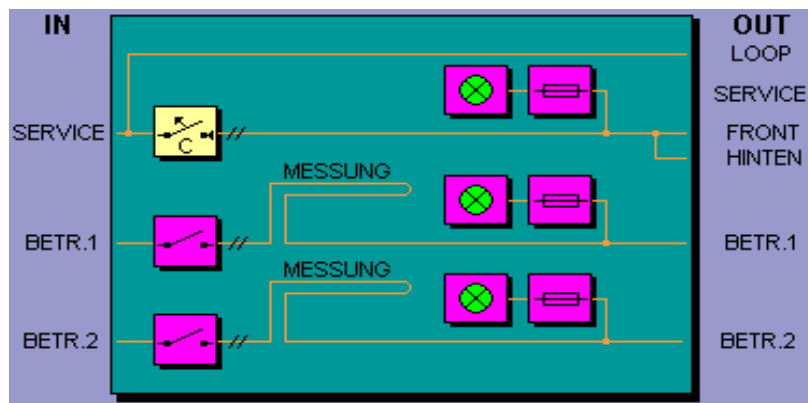 IN
OUT
LOOP
SERVICE
SERVICE
C
FRONT
HINTEN
MESSUNG
BETR.1
BETR.1
MESSUNG
BETR.2
BETR.2